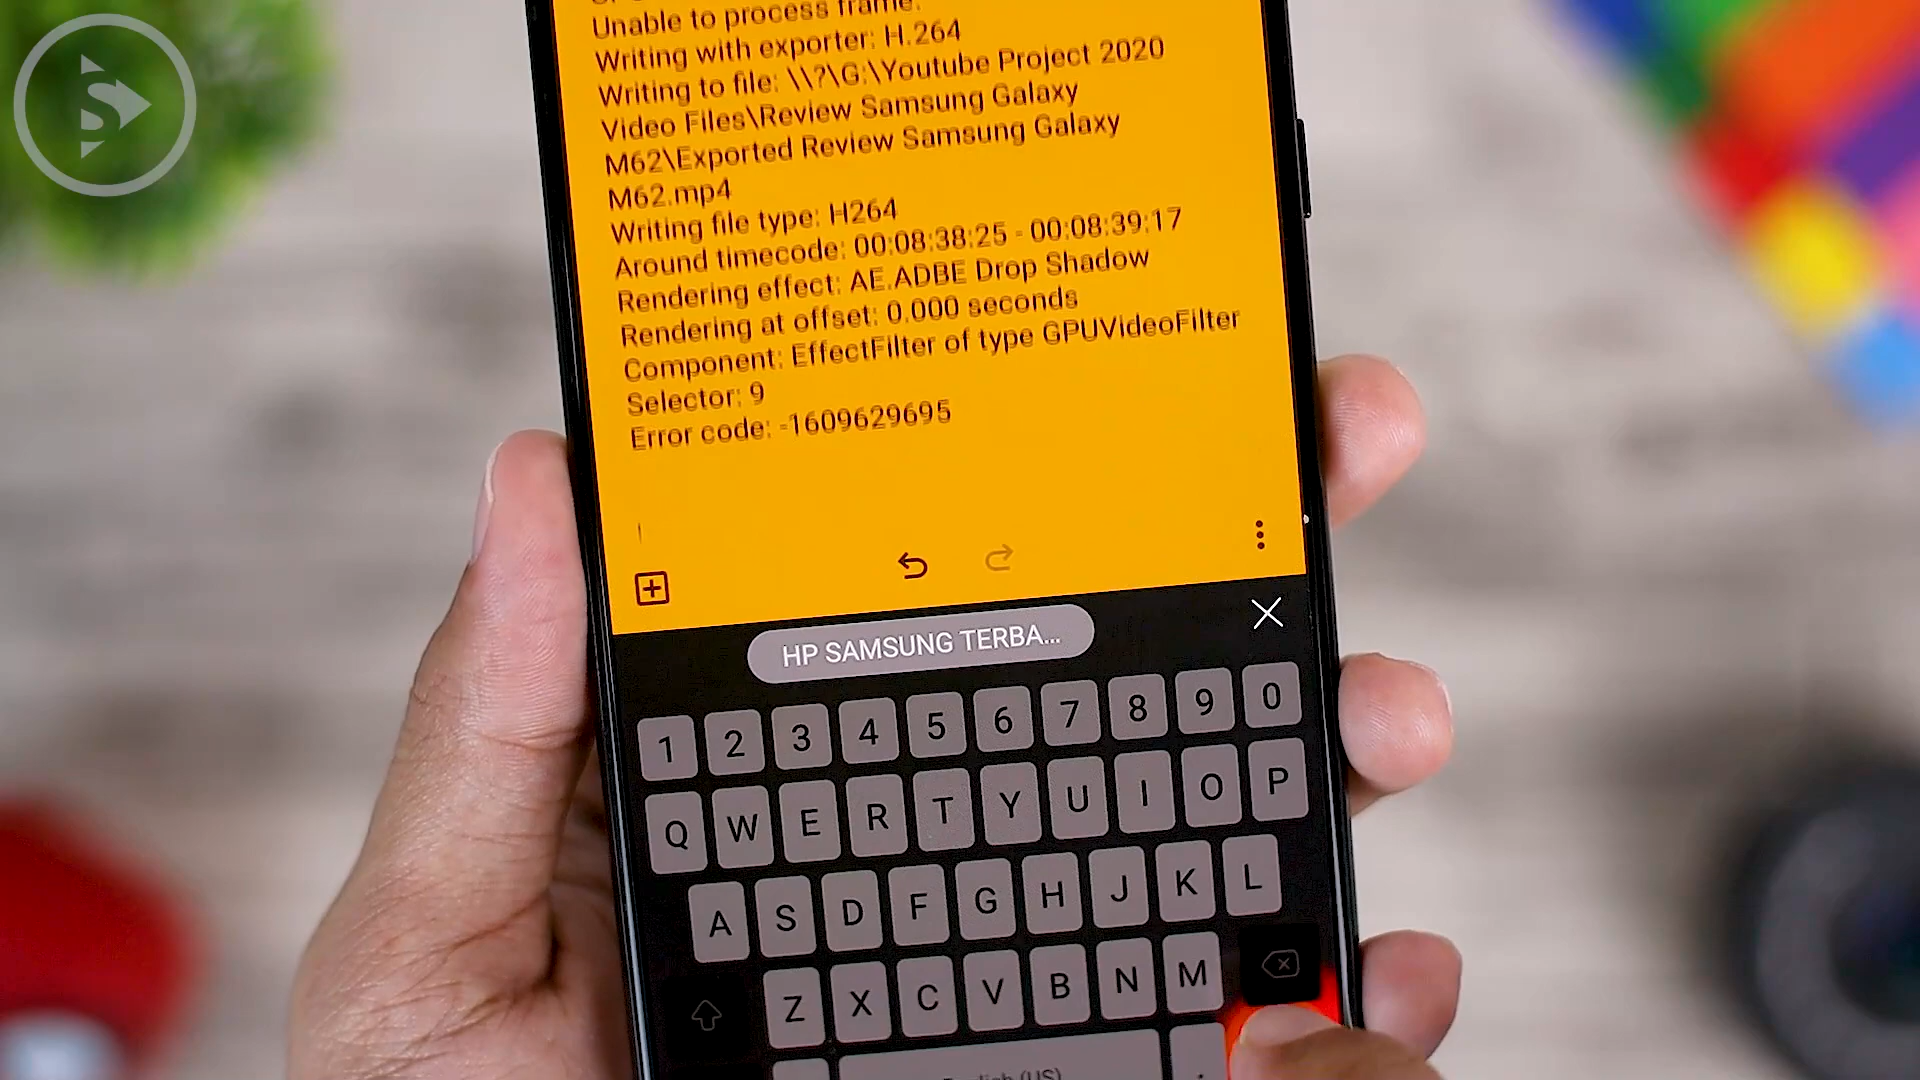 Unable to process frame.
Writing with exporter: H.264
Writing to file: \\?\G:\Youtube Project 2020
Video Files\Review Samsung Galaxy
M62\Exported Review Samsung Galaxy
M62.mp4
Writing file type: H264
Around timecode: 00:08:38:25 - 00:08:39:17
Rendering effect: AE.ADBE Drop Shadow
Rendering at offset: 0.000 seconds
Component: EffectFilter of type GPUVideoFilter
Selector: 9
Error code: -1609629695
HP SAMSUNG TERBA...
1 2 3 4 5 6 7 8 9 0
Q W E R T Y U I O P
A S D F G H J K L
Z X C V B N M
S